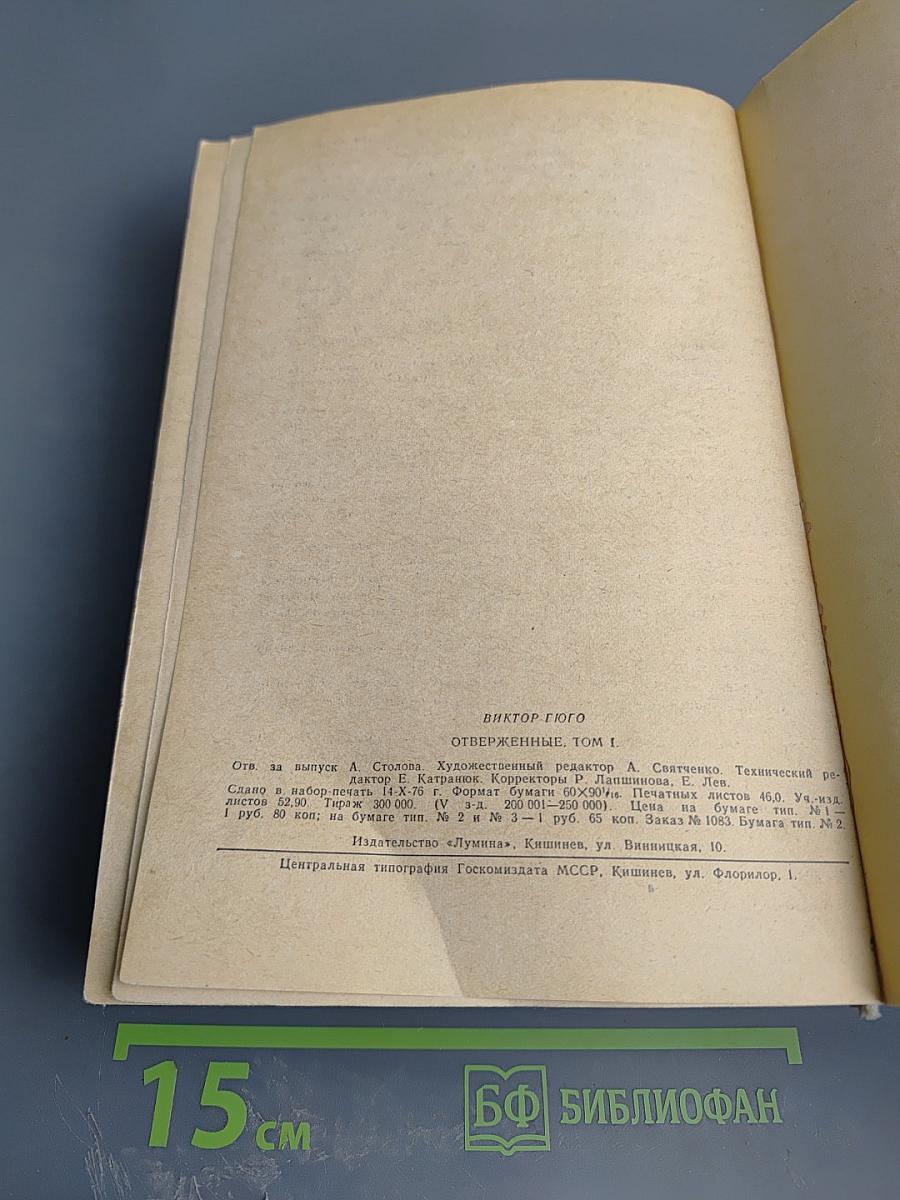 ВИКТОР ГЮГО
ОТВЕРЖЕННЫЕ, ТОМ I.
Отв. за выпуск А. Столова. Художественный редактор А. Святченко. Технический ре-
дактор Е. Катранюк. Корректоры Р. Лапшинова, Е. Лев.
Сдано в набор-печать 14-X-76 г. Формат бумаги 60×90¹/₁₆. Печатных листов 46,0. Уч.-изд.
листов 52,90. Тираж 300 000. (V з-д. 200 001—250 000). Цена на бумаге тип. № 1 —
1 руб. 80 коп; на бумаге тип. № 2 и № 3 — 1 руб. 65 коп. Заказ № 1083. Бумага тип. № 2.
Издательство «Лумина», Кишинев, ул. Винницкая, 10.
Центральная типография Госкомиздата МССР, Кишинев, ул. Флорилор, 1.
15 см
БФ БИБЛИОФАН